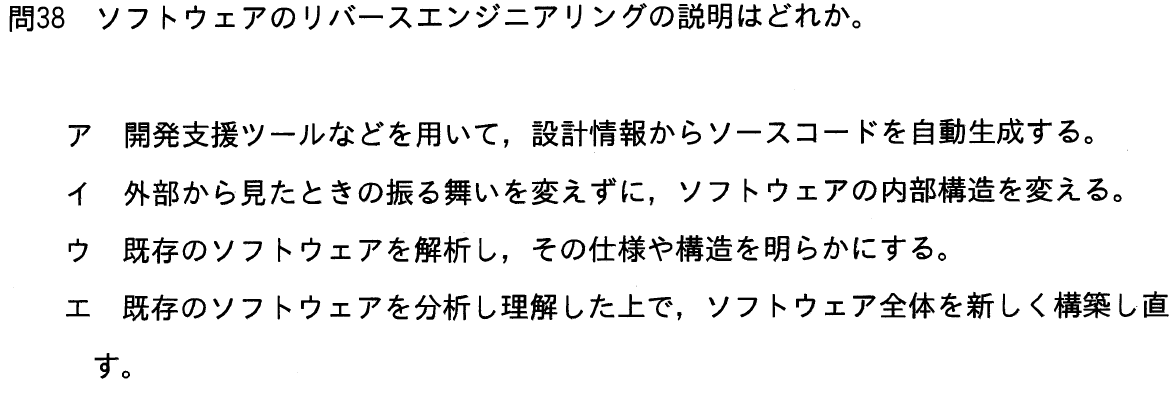 問38　ソフトウェアのリバースエンジニアリングの説明はどれか。
ア　開発支援ツールなどを用いて，設計情報からソースコードを自動生成する。
イ　外部から見たときの振る舞いを変えずに，ソフトウェアの内部構造を変える。
ウ　既存のソフトウェアを解析し，その仕様や構造を明らかにする。
エ　既存のソフトウェアを分析し理解した上で，ソフトウェア全体を新しく構築し直
す。